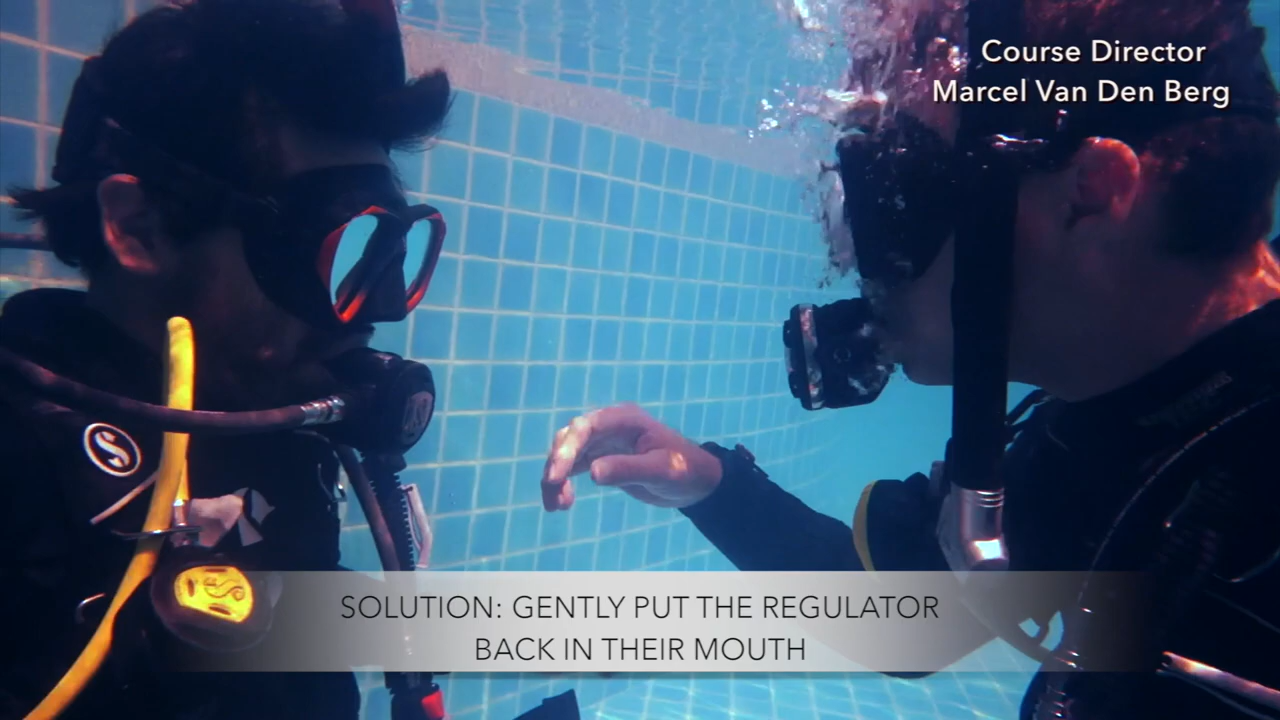 Course Director
Marcel Van Den Berg
SOLUTION: GENTLY PUT THE REGULATOR
BACK IN THEIR MOUTH